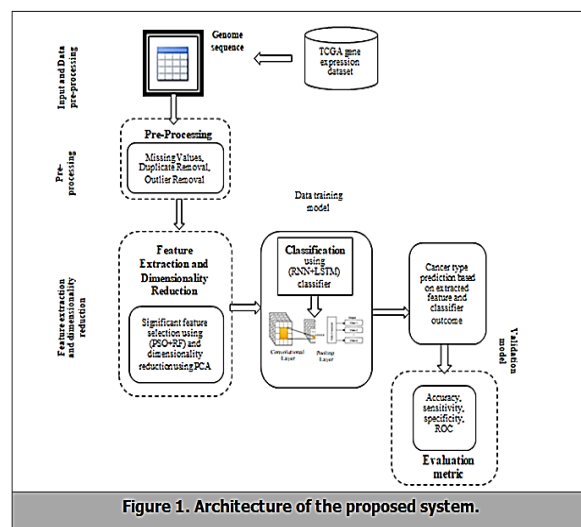 Input and Data
pre-processing
Genome
sequence
TCGA gene
expression
dataset
Pre-
processing
Pre-Processing
Missing Values,
Duplicate Removal,
Outlier Removal
Feature extraction
and dimensionality
reduction
Feature
Extraction and
Dimensionality
Reduction
Significant feature
selection using
(PSO+RF) and
dimensionality
reduction using PCA
Data training
model
Classification
using
(RNN+LSTM)
classifier
Convolutional
Layer
Pooling
Layer
Cancer type
prediction based
on extracted
feature and
classifier
outcome
Validation
model
Accuracy,
sensitivity,
specificity,
ROC
Evaluation
metric
Figure 1. Architecture of the proposed system.